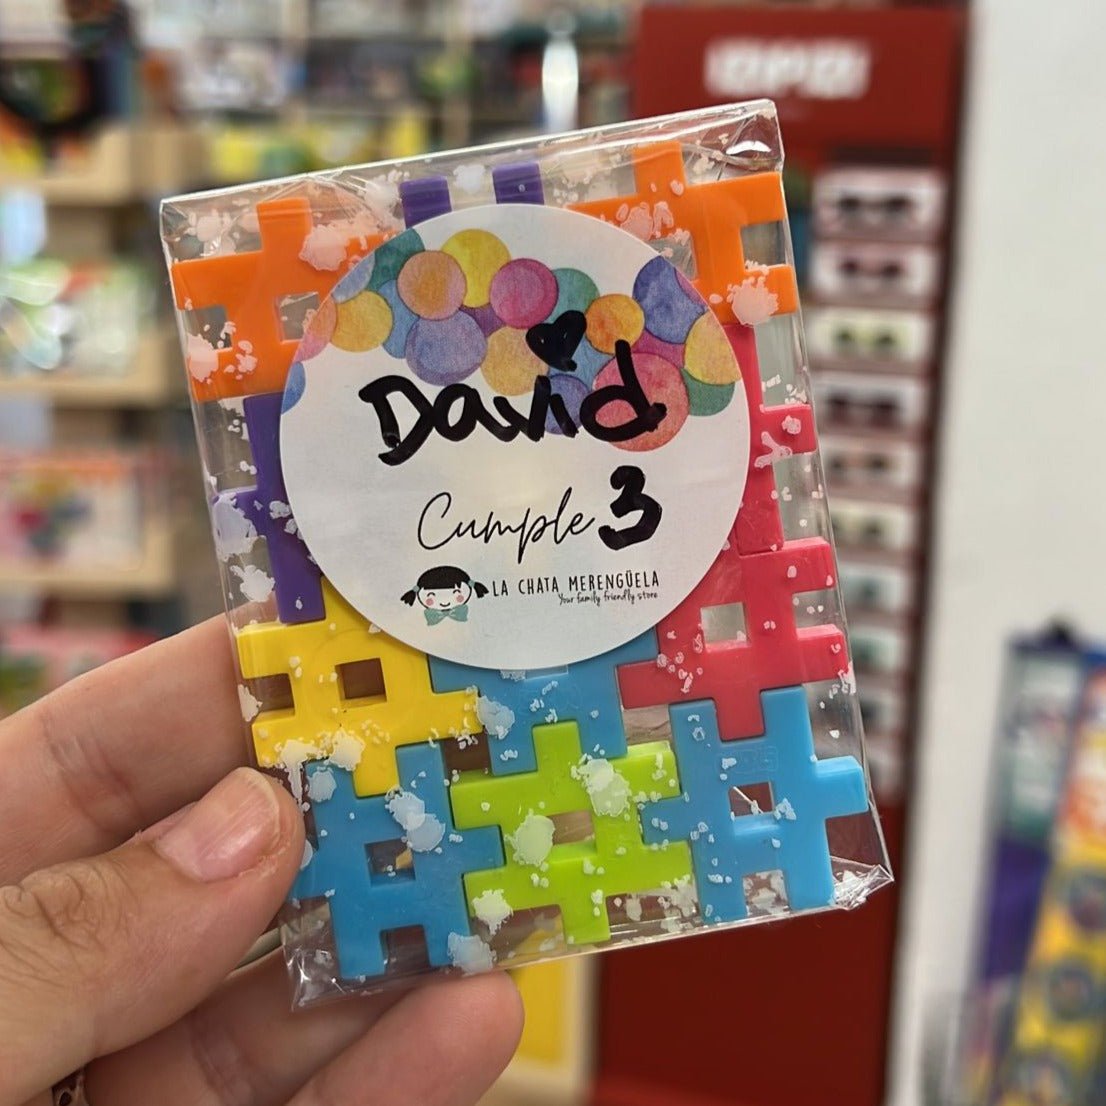 David
Cumple 3
LA CHATA MERENGÜELA
Your family friendly store